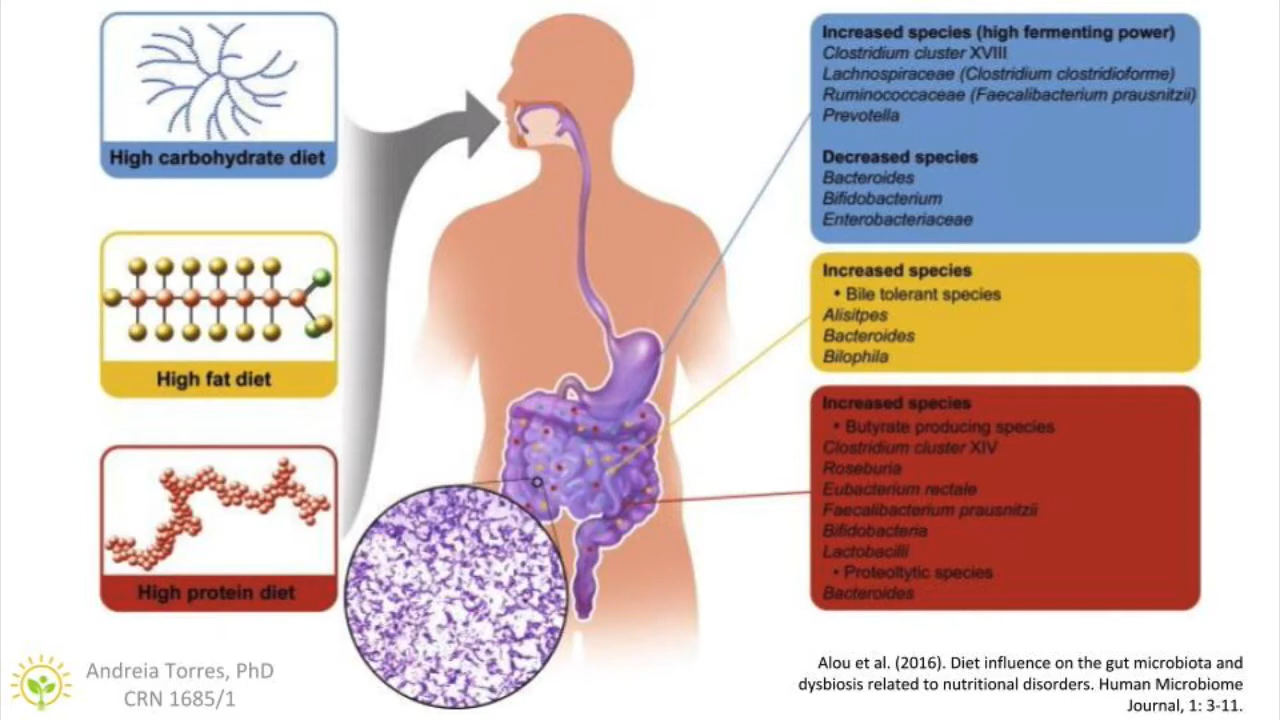 High carbohydrate diet
High fat diet
High protein diet
Increased species (high fermenting power)
Clostridium cluster XVIII
Lachnospiraceae (Clostridium clostridioforme)
Ruminococcaceae (Faecalibacterium prausnitzii)
Prevotella
Decreased species
Bacteroides
Bifidobacterium
Enterobacteriaceae
Increased species
• Bile tolerant species
Alisitpes
Bacteroides
Bilophila
Increased species
• Butyrate producing species
Clostridium cluster XIV
Roseburia
Eubacterium rectale
Faecalibacterium prausnitzii
Bifidobacteria
Lactobacilli
• Proteoltytic species
Bacteroides
Andreia Torres, PhD
CRN 1685/1
Alou et al. (2016). Diet influence on the gut microbiota and
dysbiosis related to nutritional disorders. Human Microbiome
Journal, 1: 3-11.